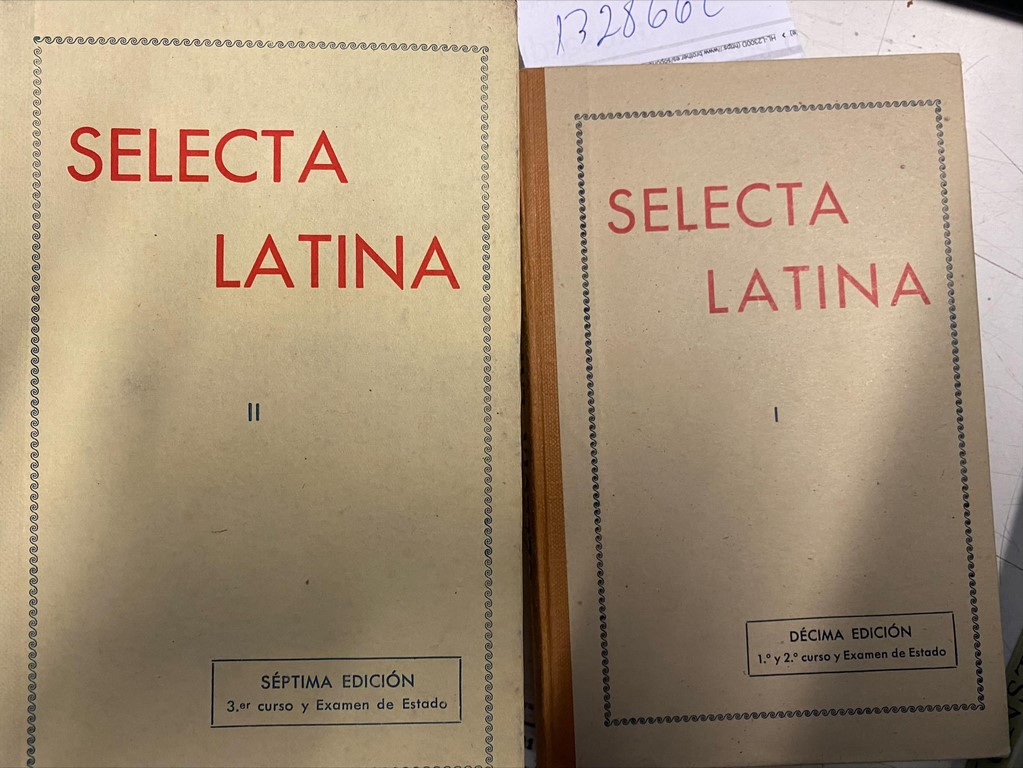 SELECTA
LATINA
II
SÉPTIMA EDICIÓN
3.er curso y Examen de Estado
SELECTA
LATINA
I
DÉCIMA EDICIÓN
1.º y 2.º curso y Examen de Estado